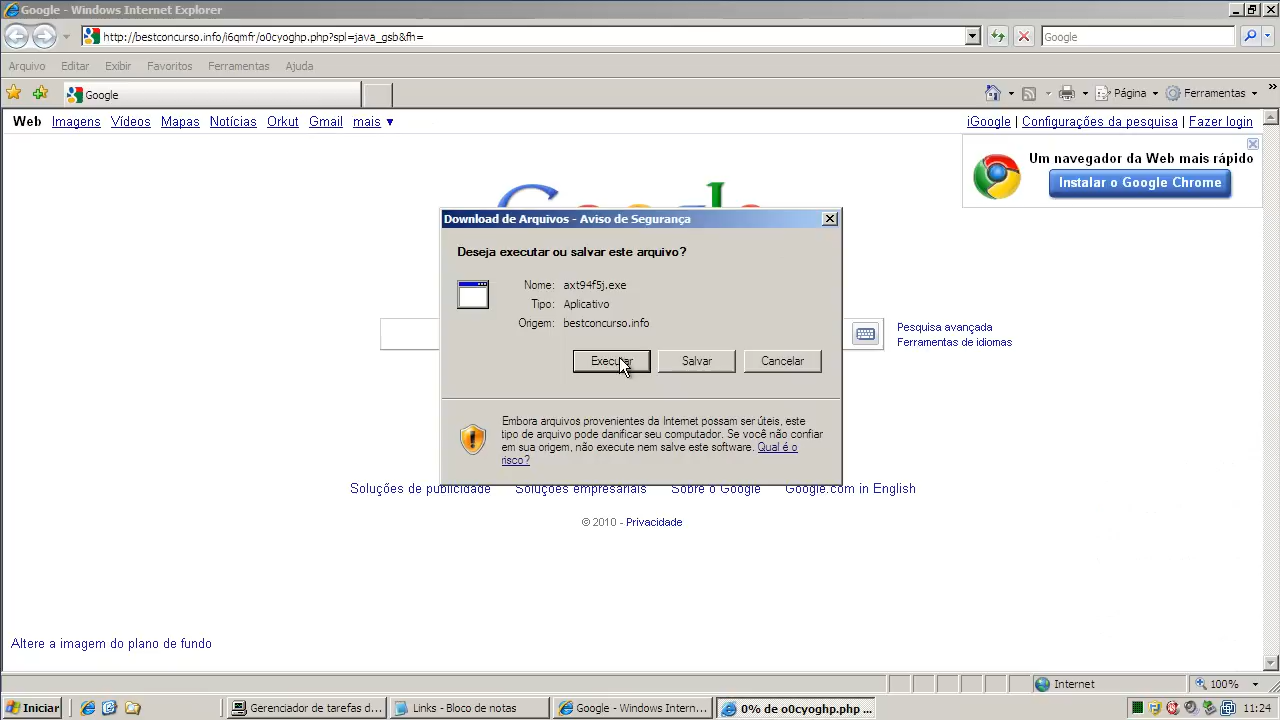 Google - Windows Internet Explorer
http://bestconcurso.info/i6qmfr/o0cyoghp.php?spl=java_gsb&fh=
Google
Arquivo Editar Exibir Favoritos Ferramentas Ajuda
Google
Página Ferramentas
Web Imagens Vídeos Mapas Notícias Orkut Gmail mais ▼
iGoogle | Configurações da pesquisa | Fazer login
Um navegador da Web mais rápido
Instalar o Google Chrome
Download de Arquivos - Aviso de Segurança
Deseja executar ou salvar este arquivo?
Nome: axt94f5j.exe
Tipo: Aplicativo
Origem: bestconcurso.info
Executar Salvar Cancelar
Embora arquivos provenientes da Internet possam ser úteis, este
tipo de arquivo pode danificar seu computador. Se você não confiar
em sua origem, não execute nem salve este software. Qual é o
risco?
Pesquisa avançada
Ferramentas de idiomas
Soluções de publicidade Soluções empresariais Sobre o Google Google.com in English
© 2010 - Privacidade
Altere a imagem do plano de fundo
Internet 100%
Iniciar Gerenciador de tarefas d... Links - Bloco de notas Google - Windows Intern... 0% de o0cyoghp.php ... 11:24